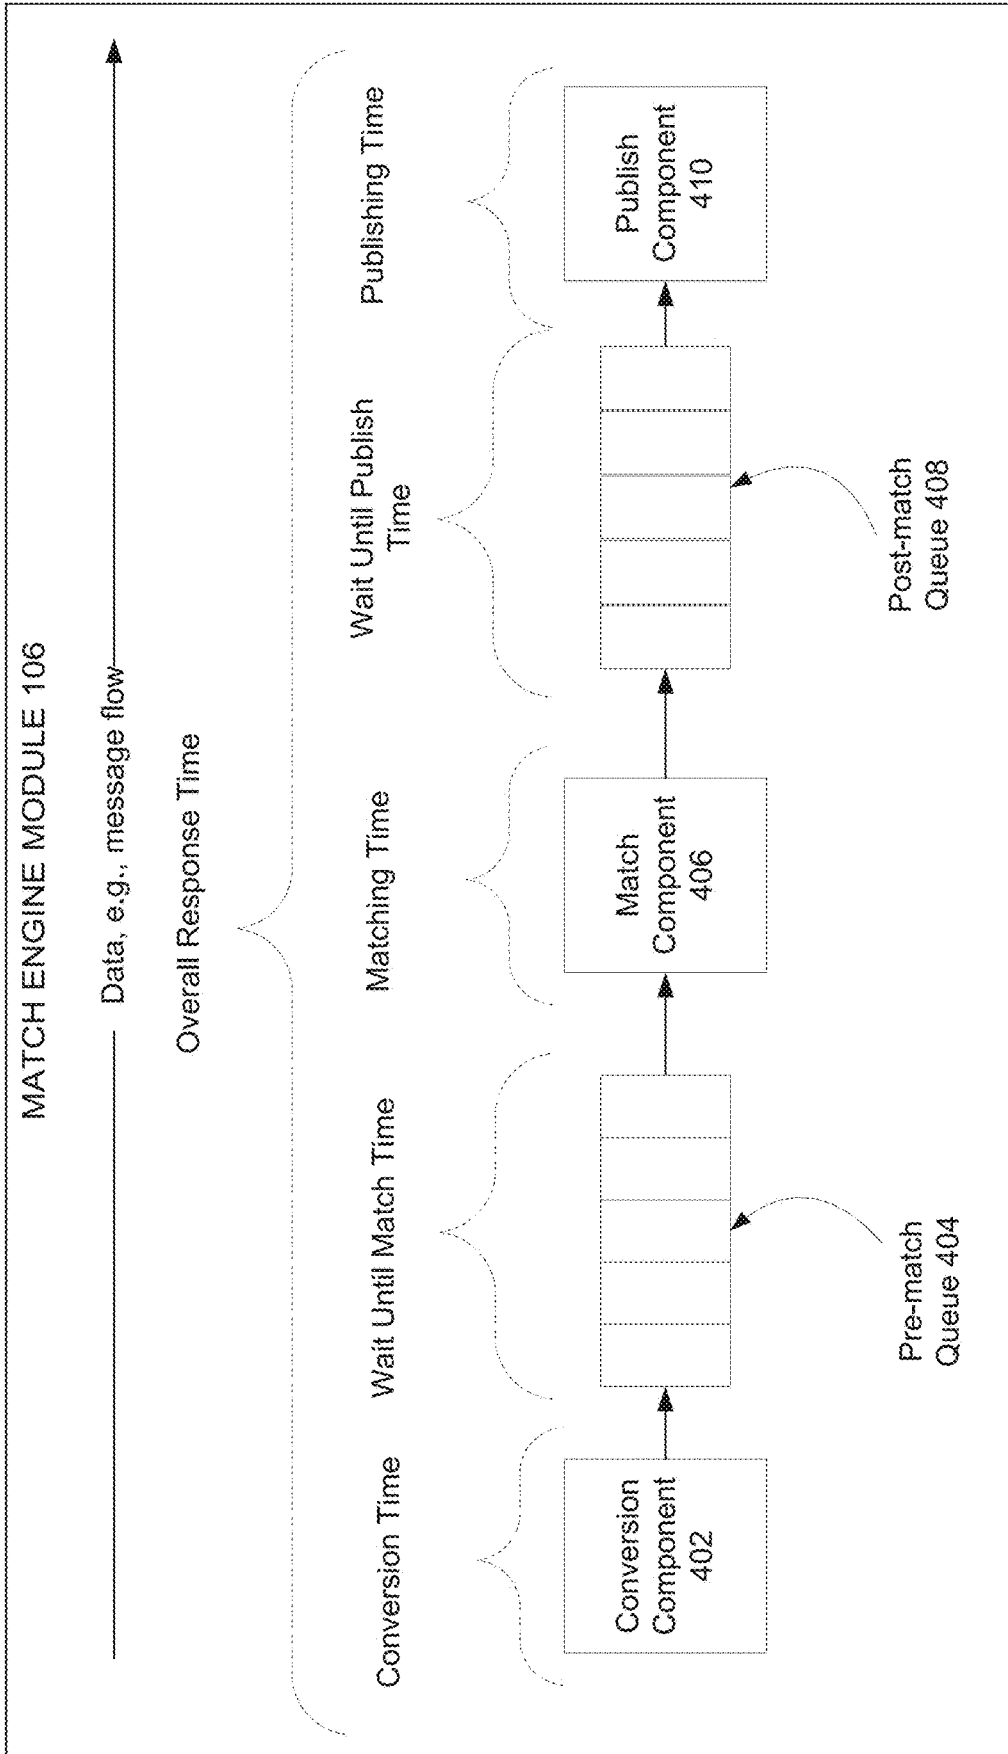 MATCH ENGINE MODULE 106
Data, e.g., message flow
Overall Response Time
Conversion Time
Wait Until Match Time
Matching Time
Wait Until Publish
Time
Publishing Time
Conversion
Component
402
Match
Component
406
Publish
Component
410
Pre-match
Queue 404
Post-match
Queue 408